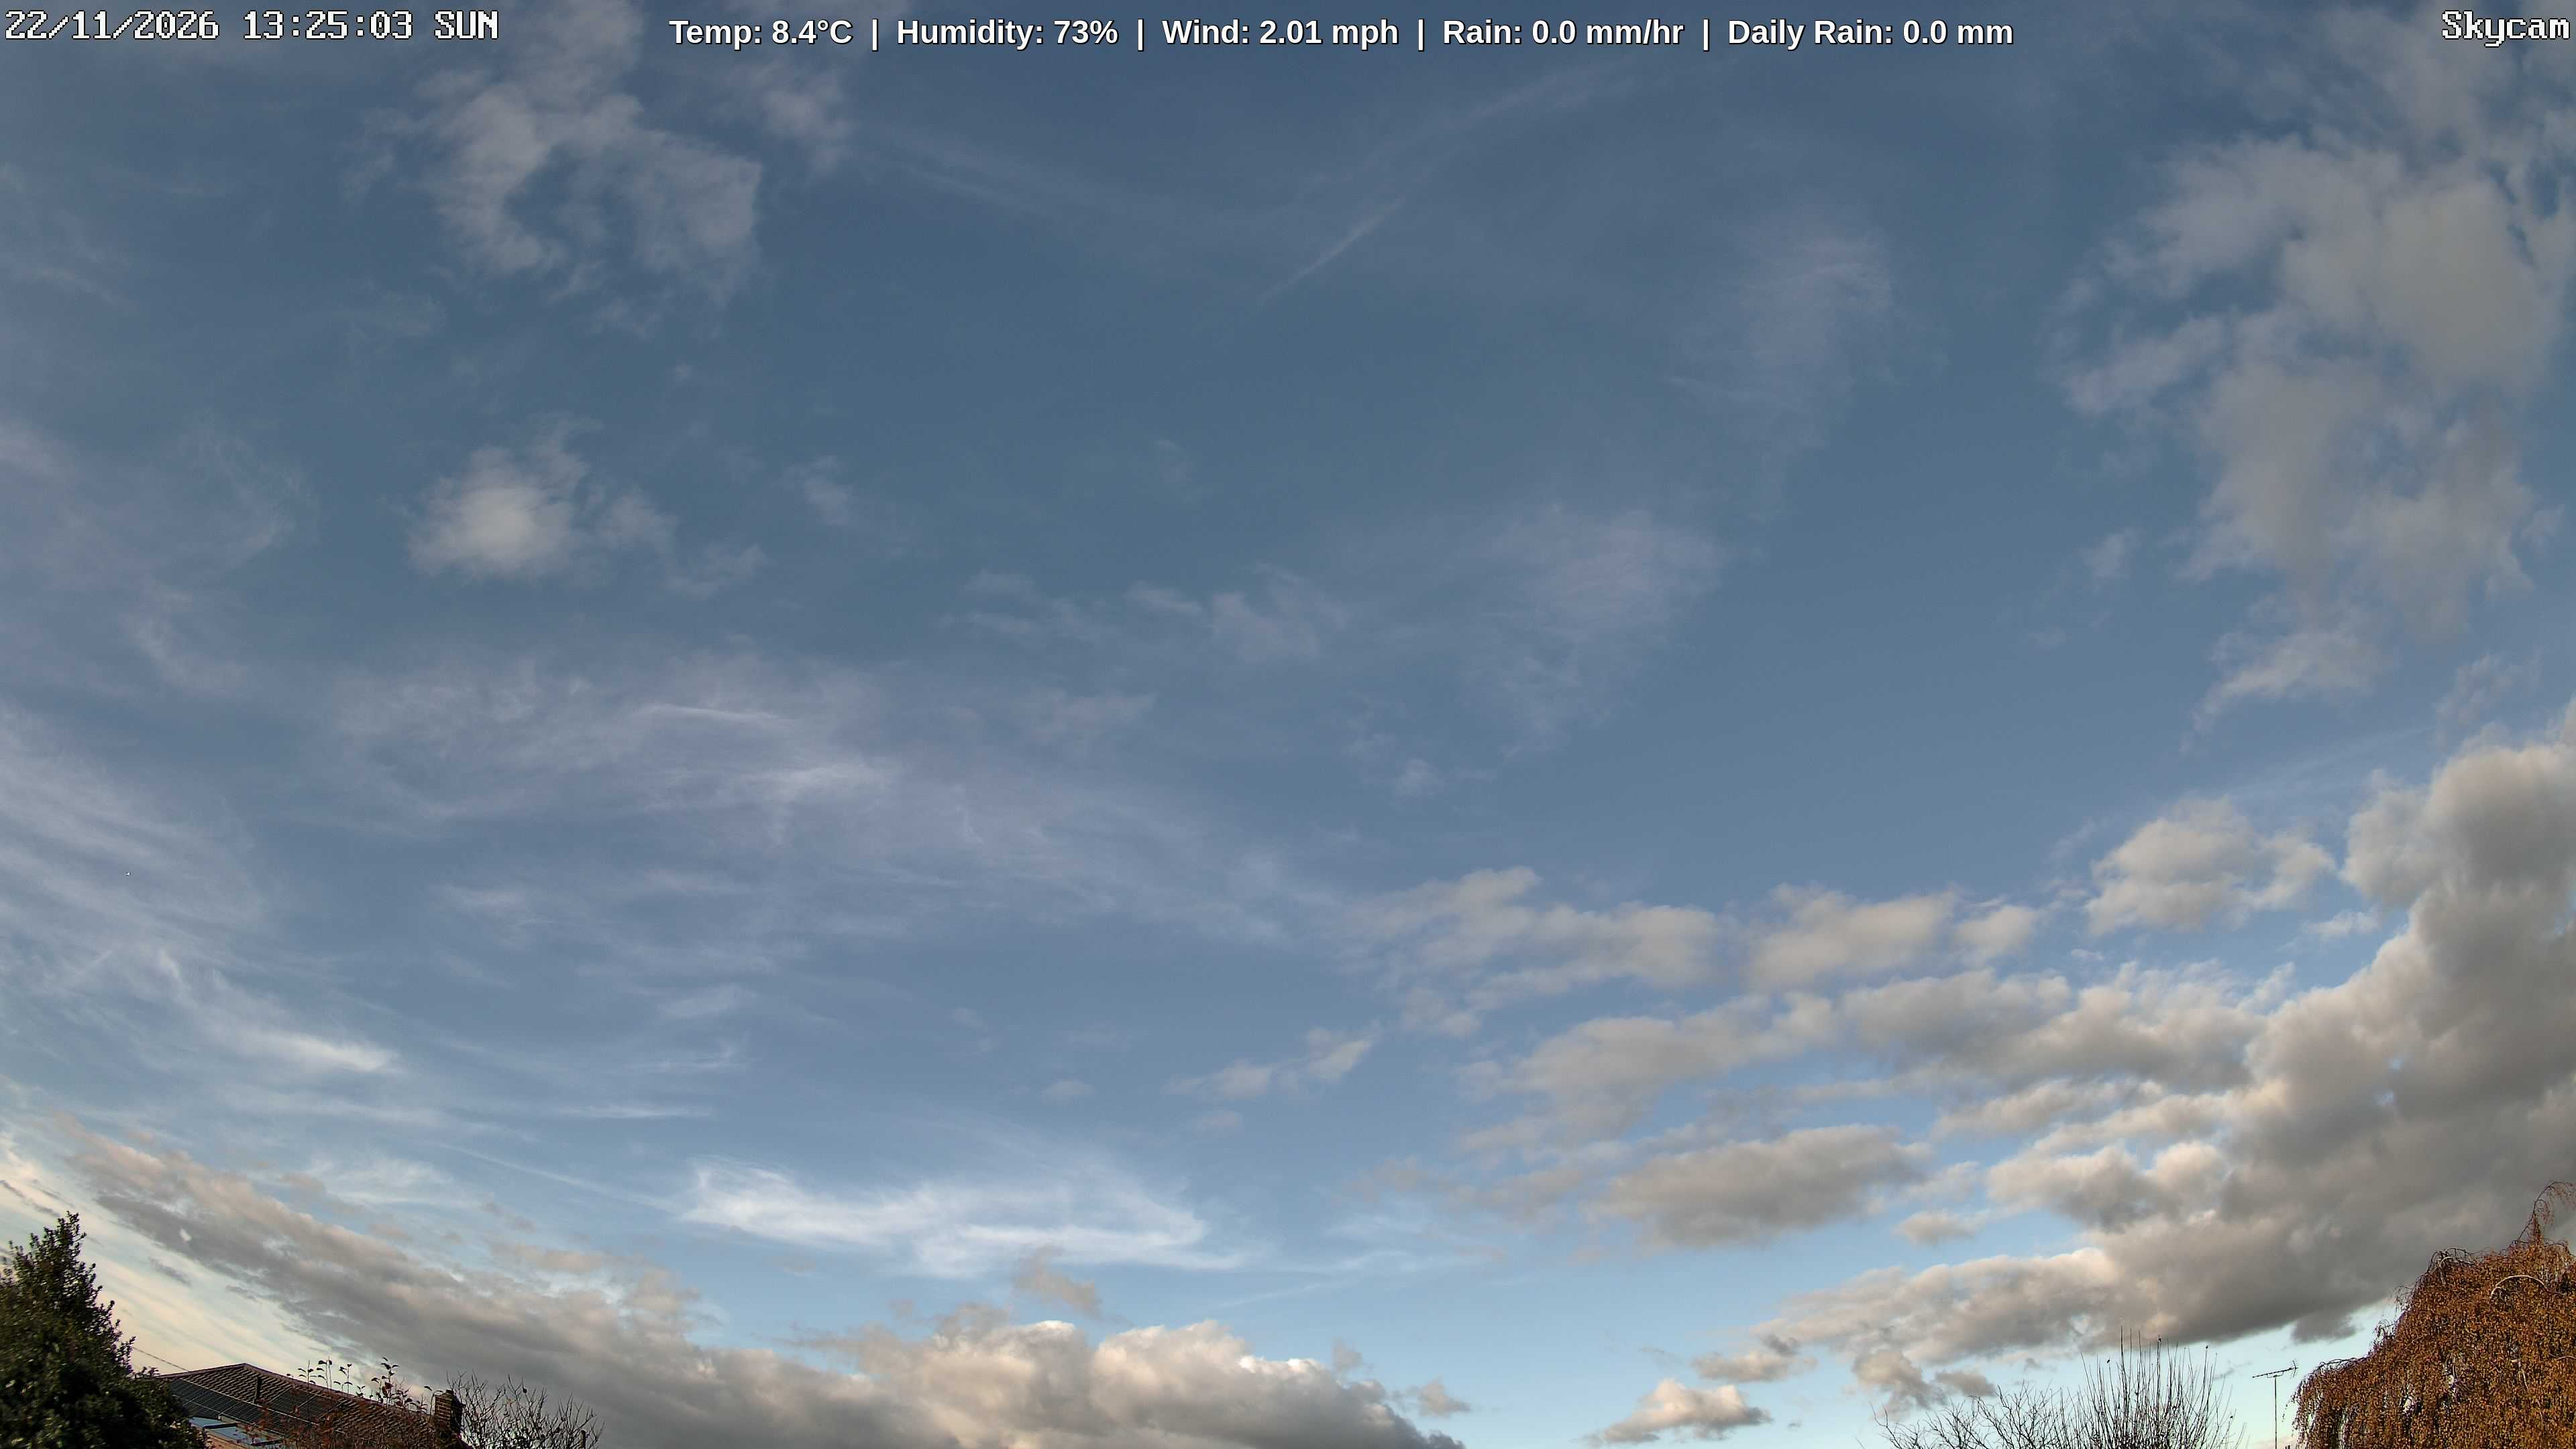 22/11/2026 13:25:03 SUN
Temp: 8.4°C | Humidity: 73% | Wind: 2.01 mph | Rain: 0.0 mm/hr | Daily Rain: 0.0 mm
Skycam